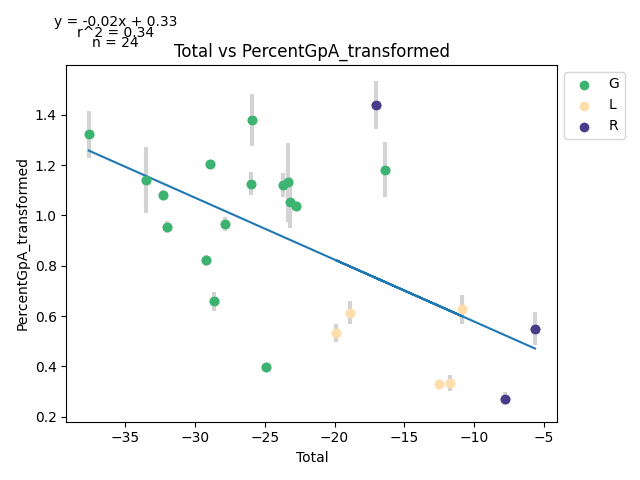 y = -0.02x + 0.33
r^2 = 0.34
n = 24
Total vs PercentGpA_transformed
G
L
R
PercentGpA_transformed
1.4
1.2
1.0
0.8
0.6
0.4
0.2
−35 −30 −25 −20 −15 −10 −5
Total